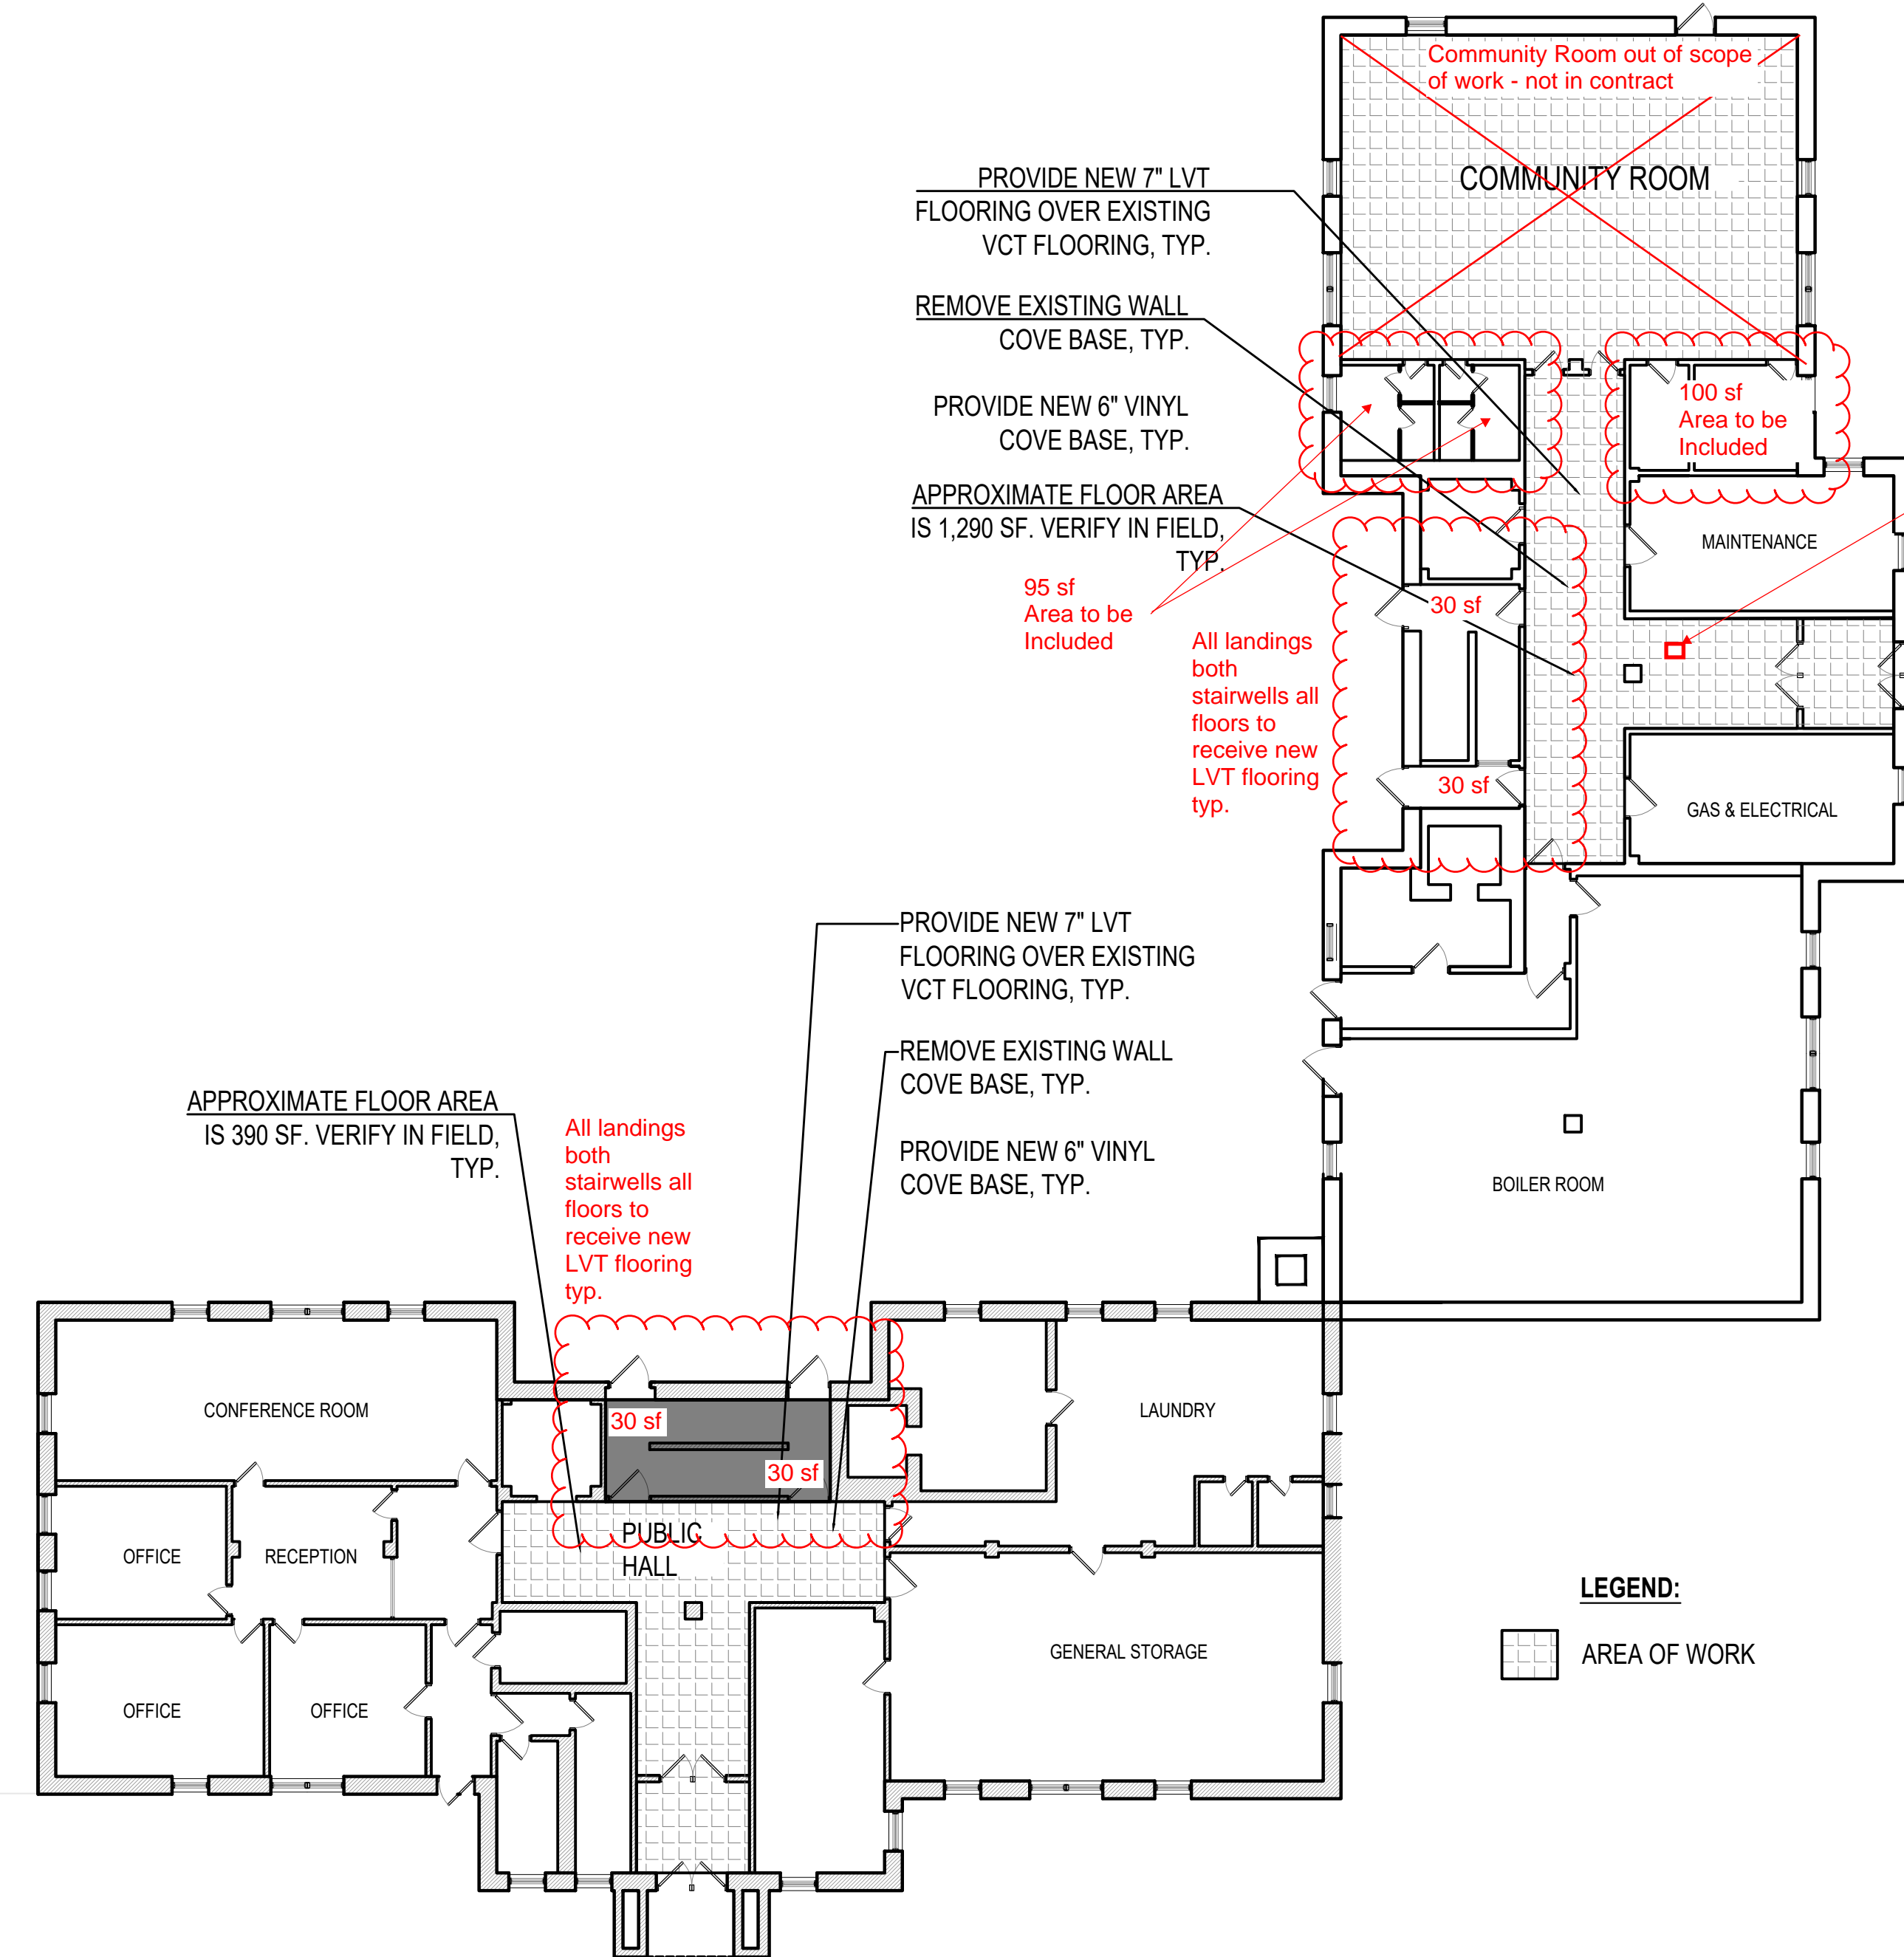 Community Room out of scope
of work - not in contract
COMMUNITY ROOM
PROVIDE NEW 7" LVT
FLOORING OVER EXISTING
VCT FLOORING, TYP.
REMOVE EXISTING WALL
COVE BASE, TYP.
PROVIDE NEW 6" VINYL
COVE BASE, TYP.
APPROXIMATE FLOOR AREA
IS 1,290 SF. VERIFY IN FIELD,
TYP.
100 sf
Area to be
Included
95 sf
Area to be
Included
MAINTENANCE
30 sf
All landings
both
stairwells all
floors to
receive new
LVT flooring
typ.
30 sf
GAS & ELECTRICAL
PROVIDE NEW 7" LVT
FLOORING OVER EXISTING
VCT FLOORING, TYP.
REMOVE EXISTING WALL
COVE BASE, TYP.
PROVIDE NEW 6" VINYL
COVE BASE, TYP.
APPROXIMATE FLOOR AREA
IS 390 SF. VERIFY IN FIELD,
TYP.
All landings
both
stairwells all
floors to
receive new
LVT flooring
typ.
BOILER ROOM
CONFERENCE ROOM
30 sf
30 sf
LAUNDRY
PUBLIC
HALL
OFFICE
RECEPTION
OFFICE
OFFICE
GENERAL STORAGE
LEGEND:
AREA OF WORK